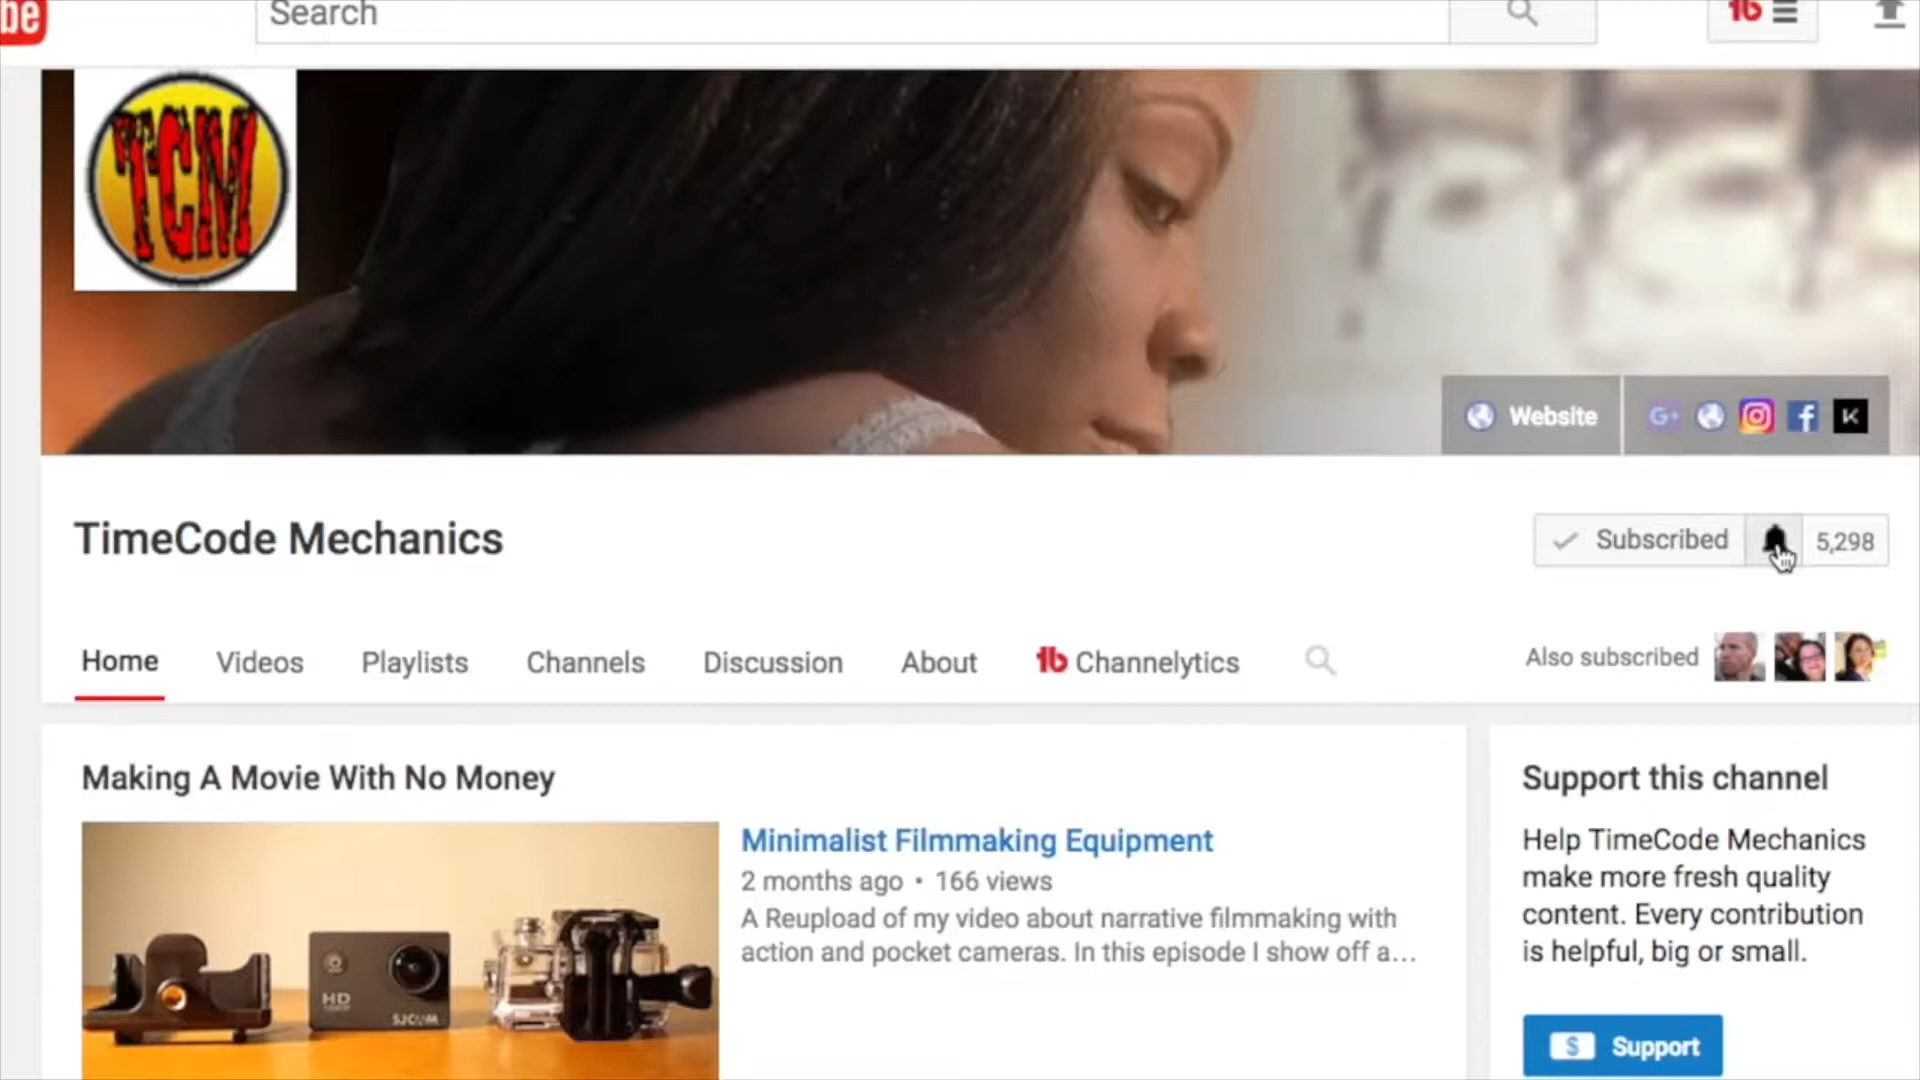 be
Search
tb
TCM
Website
G+
f
K
TimeCode Mechanics
Subscribed
5,298
Home
Videos
Playlists
Channels
Discussion
About
tb Channelytics
Also subscribed
Making A Movie With No Money
Minimalist Filmmaking Equipment
2 months ago • 166 views
A Reupload of my video about narrative filmmaking with
action and pocket cameras. In this episode I show off a...
HD
SJCAM
Support this channel
Help TimeCode Mechanics
make more fresh quality
content. Every contribution
is helpful, big or small.
$ Support